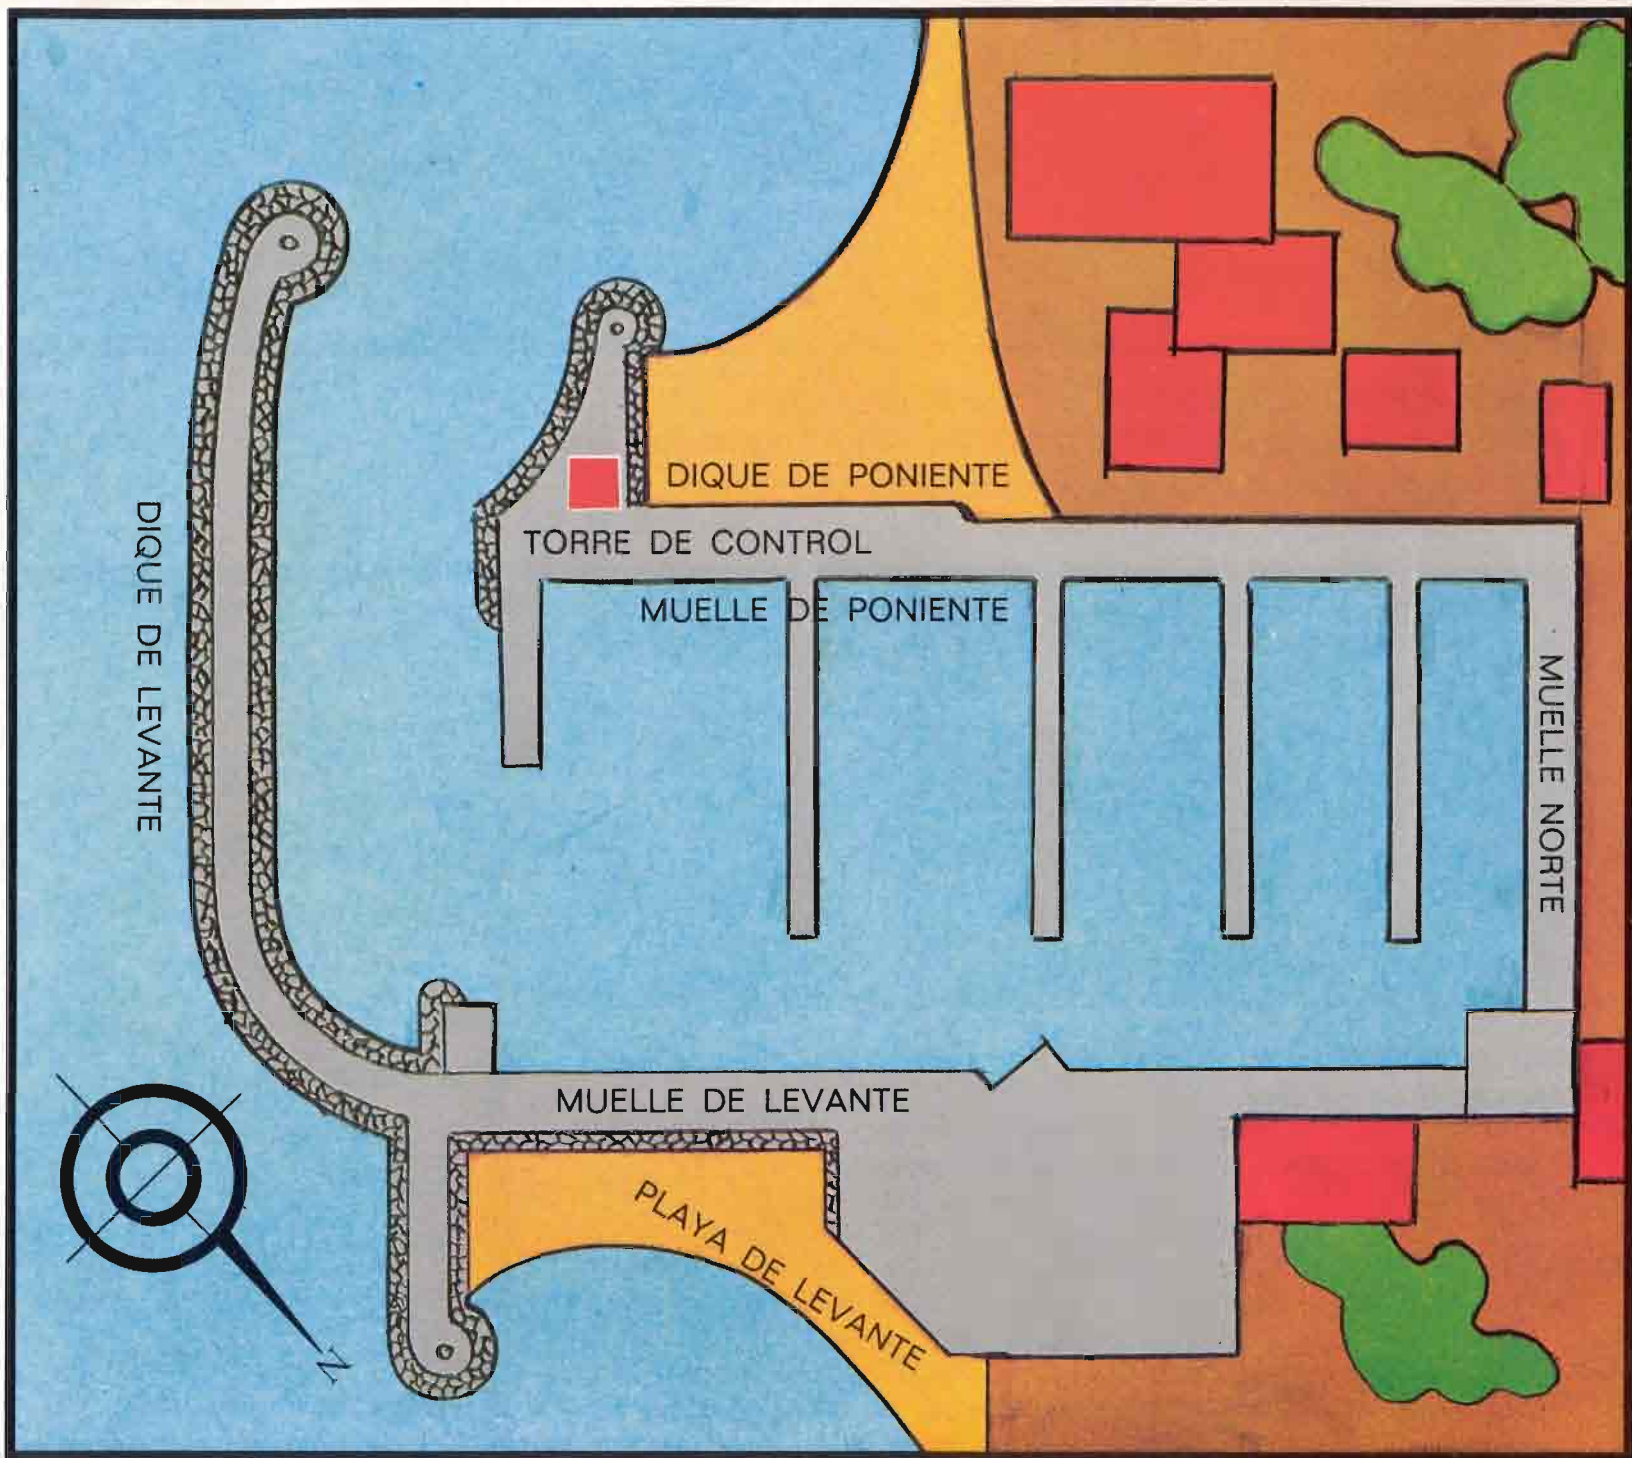 DIQUE DE PONIENTE
TORRE DE CONTROL
MUELLE DE PONIENTE
DIQUE DE LEVANTE
MUELLE NORTE
MUELLE DE LEVANTE
PLAYA DE LEVANTE
N